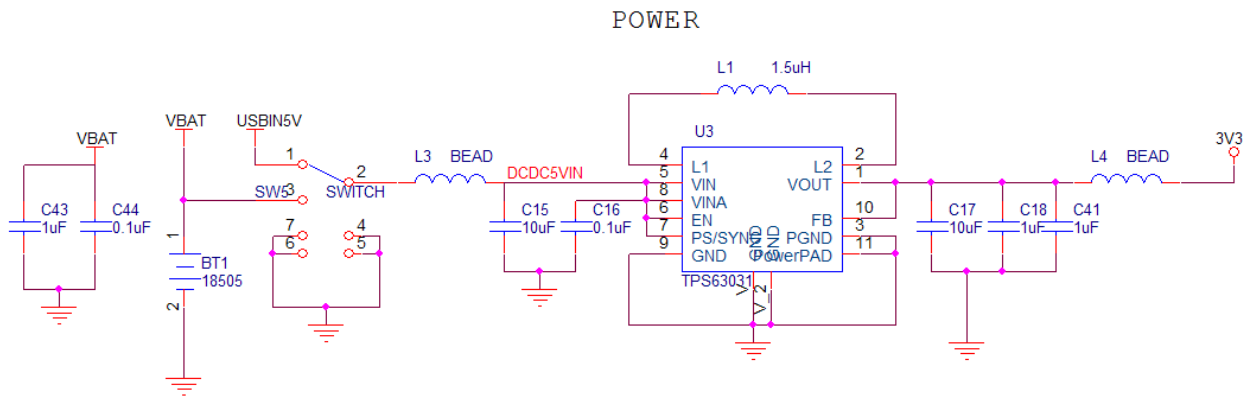 POWER
L1 1.5uH
VBAT
VBAT
USBIN5V
U3
3V3
1
2
3
SW5
SWITCH
L3 BEAD
DCDC5VIN
4
5
8
6
7
9
L1
VIN
VINA
EN
PS/SYNC
GND
L2
VOUT
FB
PGND
PowerPAD
GND
GND
2
1
10
3
11
L4 BEAD
C43
1uF
C44
0.1uF
7
6
4
5
1
BT1
18505
2
C15
10uF
C16
0.1uF
TPS63031
V
V_2
C17
10uF
C18
1uF
C41
1uF